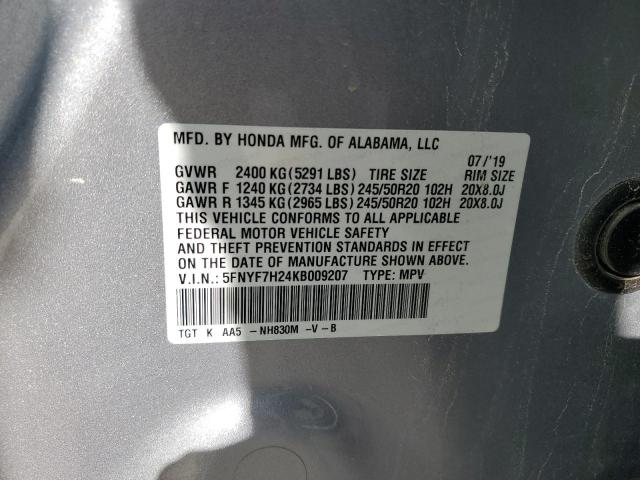 MFD. BY HONDA MFG. OF ALABAMA, LLC
07/'19
GVWR 2400 KG(5291 LBS) TIRE SIZE RIM SIZE
GAWR F 1240 KG(2734 LBS) 245/50R20 102H 20X8.0J
GAWR R 1345 KG(2965 LBS) 245/50R20 102H 20X8.0J
THIS VEHICLE CONFORMS TO ALL APPLICABLE
FEDERAL MOTOR VEHICLE SAFETY
AND THEFT PREVENTION STANDARDS IN EFFECT
ON THE DATE OF MANUFACTURE SHOWN ABOVE.
V.I.N.: 5FNYF7H24KB009207 TYPE: MPV
TGT K AA5 -NH830M -V-B